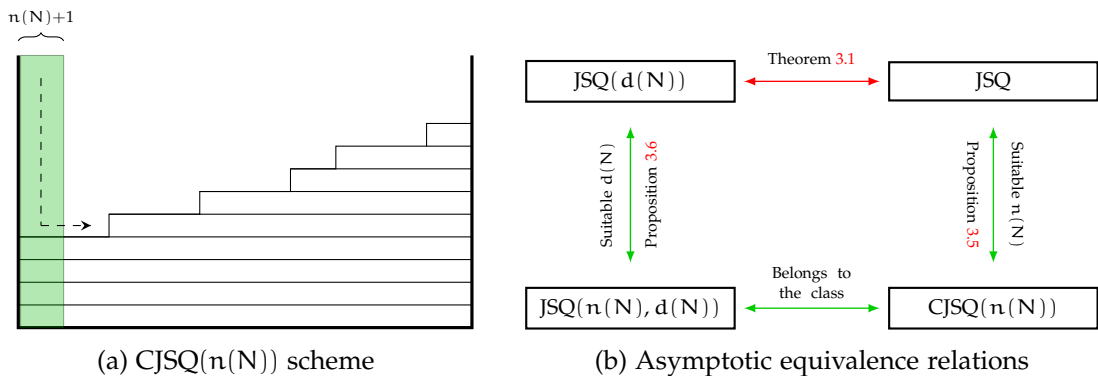 n(N)+1
(a) CJSQ(n(N)) scheme
JSQ(d(N))
Theorem 3.1
JSQ
Suitable d(N)
Proposition 3.6
Proposition 3.5
Suitable n(N)
JSQ(n(N), d(N))
Belongs to
the class
CJSQ(n(N))
(b) Asymptotic equivalence relations